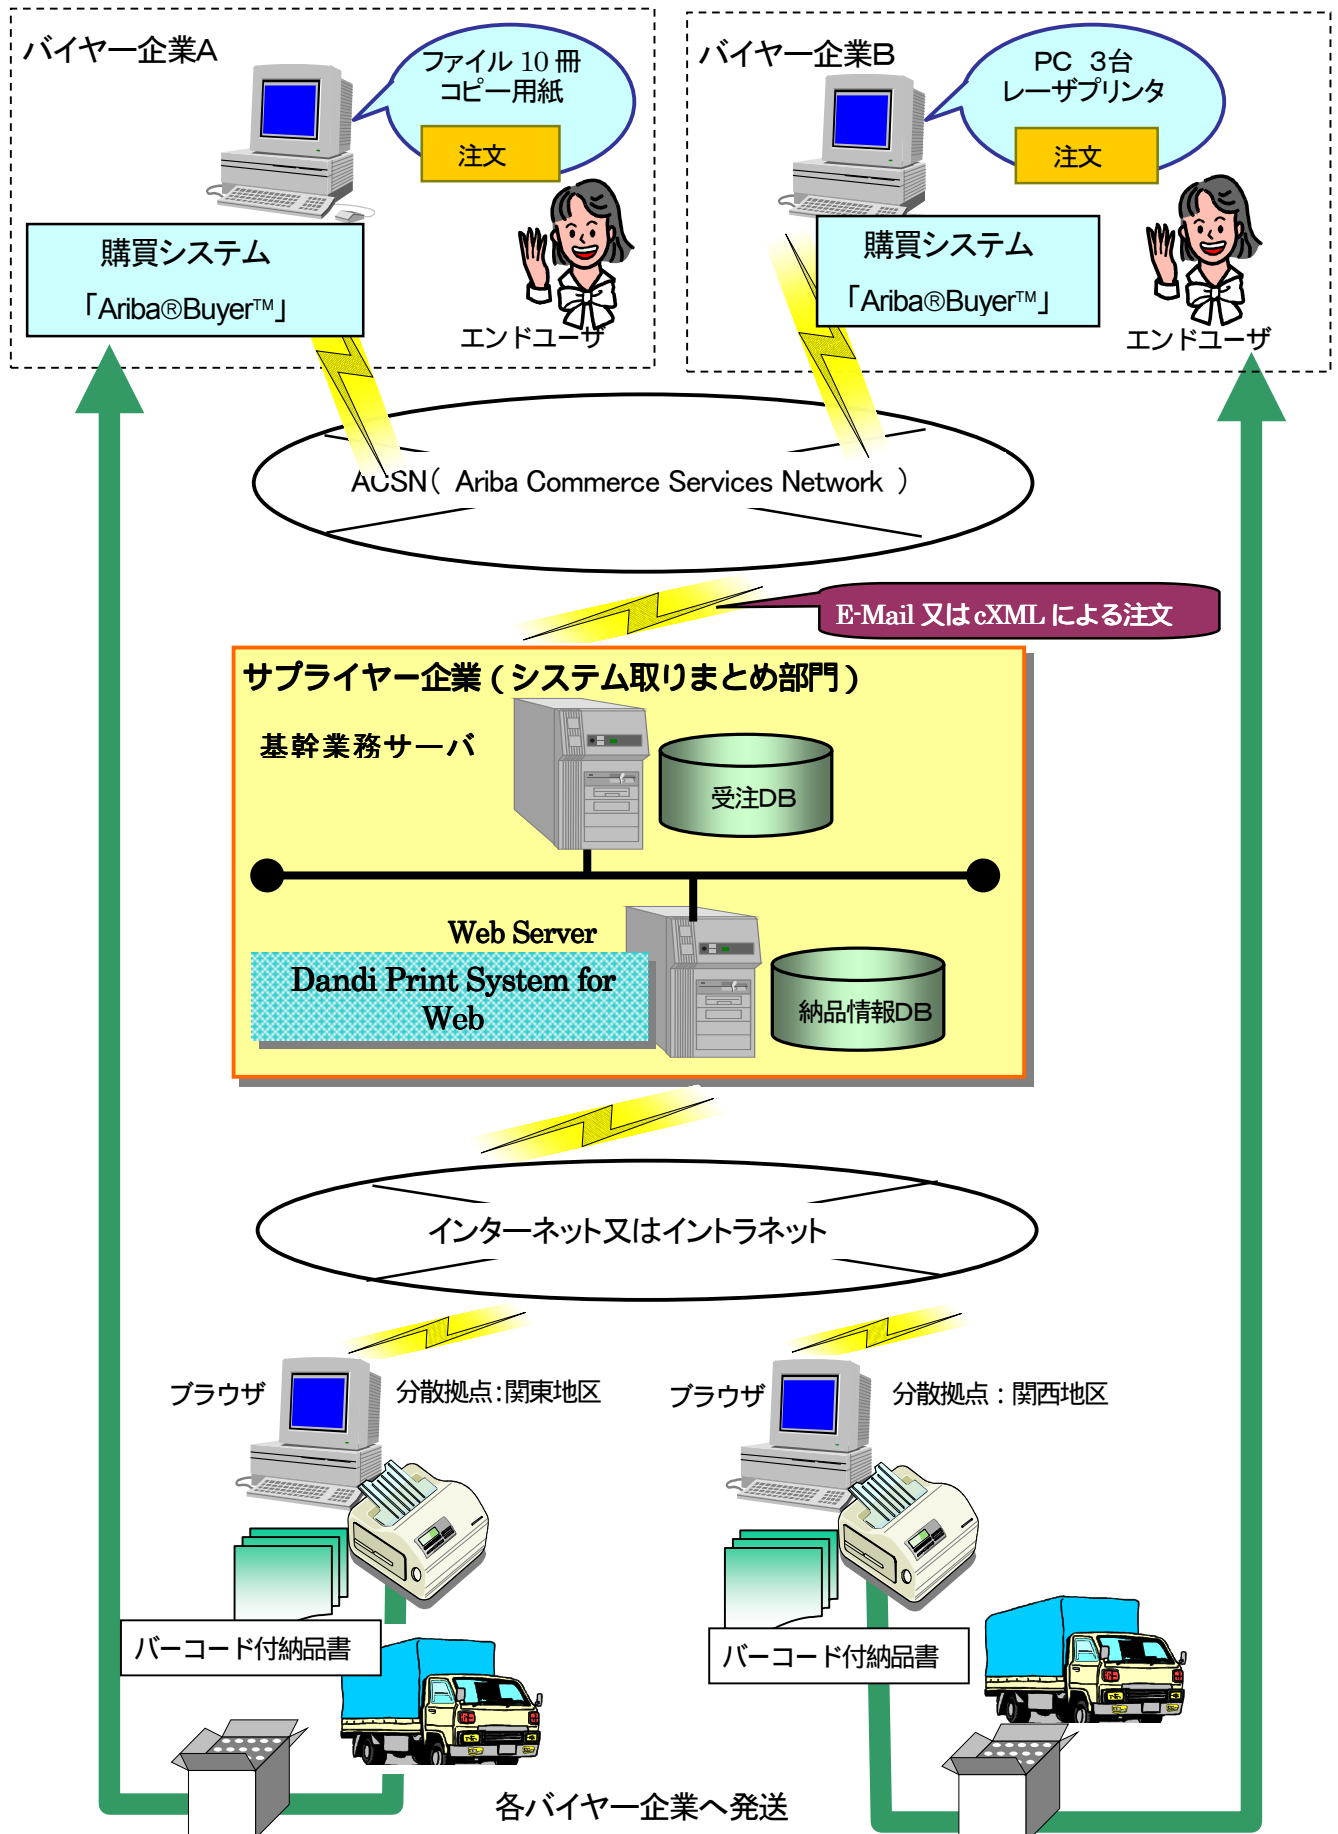 バイヤー企業A
ファイル 10 冊
コピー用紙
注文
購買システム
「Ariba®Buyer™」
エンドユーザ
バイヤー企業B
PC 3台
レーザプリンタ
注文
購買システム
「Ariba®Buyer™」
エンドユーザ
ACSN( Ariba Commerce Services Network )
E-Mail 又は cXML による注文
サプライヤー企業(システム取りまとめ部門)
基幹業務サーバ
受注DB
Web Server
Dandi Print System for
Web
納品情報DB
インターネット又はイントラネット
ブラウザ
分散拠点:関東地区
ブラウザ
分散拠点:関西地区
バーコード付納品書
バーコード付納品書
各バイヤー企業へ発送